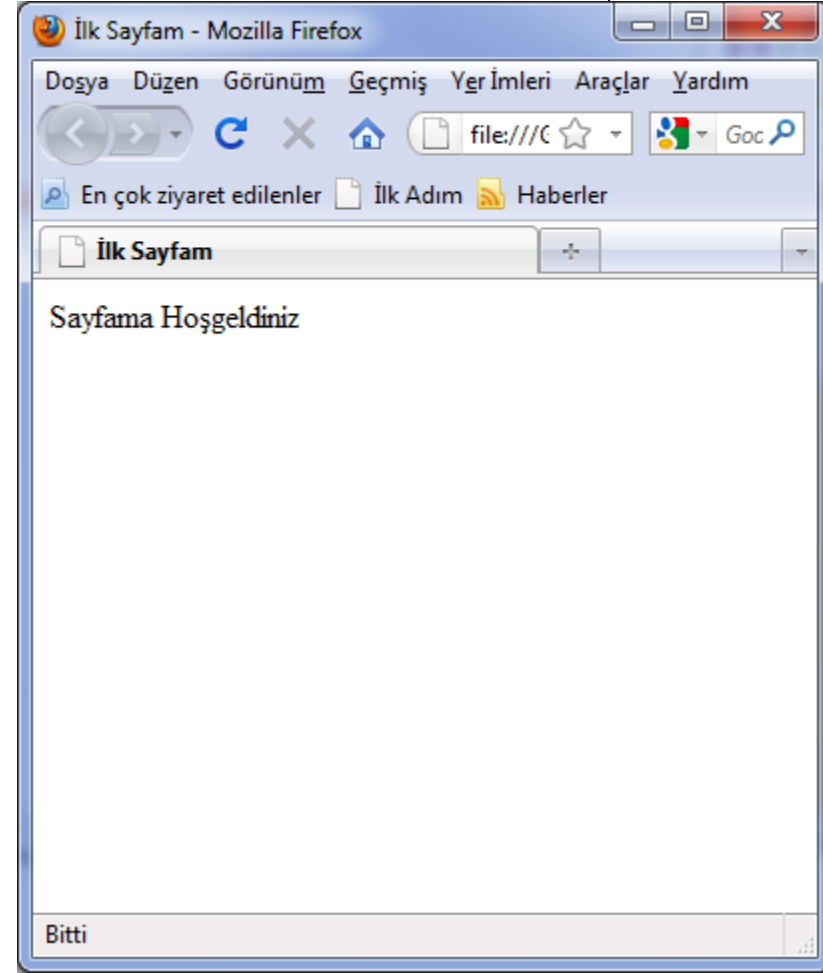 İlk Sayfam - Mozilla Firefox
Dosya Düzen Görünüm Geçmiş Yer İmleri Araçlar Yardım
file:///C Goc
En çok ziyaret edilenler İlk Adım Haberler
İlk Sayfam
Sayfama Hoşgeldiniz
Bitti